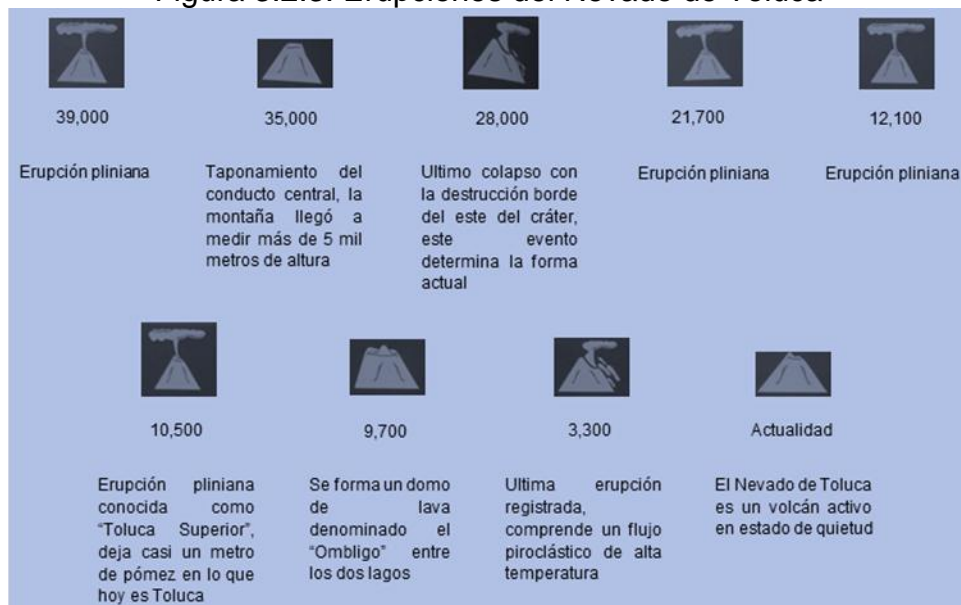 Figura 3.2.3. Erupciones del Nevado de Toluca
39,000
35,000
28,000
21,700
12,100
Erupción pliniana
Taponamiento del
conducto central, la
montaña llegó a
medir más de 5 mil
metros de altura
Ultimo colapso con
la destrucción borde
del este del cráter,
este evento
determina la forma
actual
Erupción pliniana
Erupción pliniana
10,500
9,700
3,300
Actualidad
Erupción pliniana
conocida como
“Toluca Superior”,
deja casi un metro
de pómez en lo que
hoy es Toluca
Se forma un domo
de lava
denominado el
“Ombligo” entre
los dos lagos
Ultima erupción
registrada,
comprende un flujo
piroclástico de alta
temperatura
El Nevado de Toluca
es un volcán activo
en estado de quietud